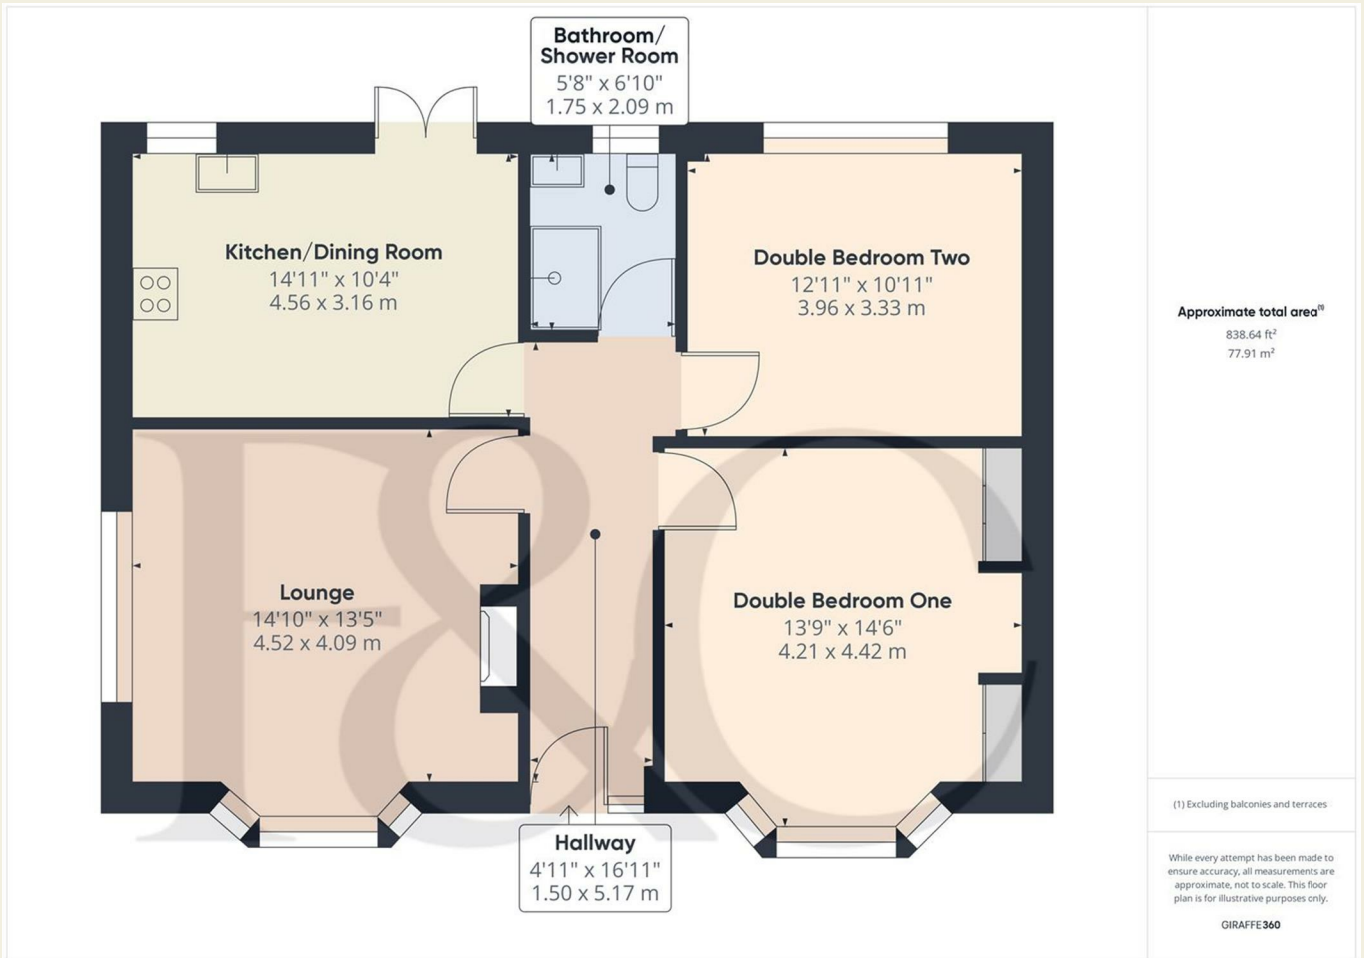 Bathroom/
Shower Room
5'8" x 6'10"
1.75 x 2.09 m
Kitchen/Dining Room
14'11" x 10'4"
4.56 x 3.16 m
Double Bedroom Two
12'11" x 10'11"
3.96 x 3.33 m
Lounge
14'10" x 13'5"
4.52 x 4.09 m
Double Bedroom One
13'9" x 14'6"
4.21 x 4.42 m
Hallway
4'11" x 16'11"
1.50 x 5.17 m
F&C
Approximate total area(1)
838.64 ft²
77.91 m²
(1) Excluding balconies and terraces
While every attempt has been made to
ensure accuracy, all measurements are
approximate, not to scale. This floor
plan is for illustrative purposes only.
GIRAFFE360